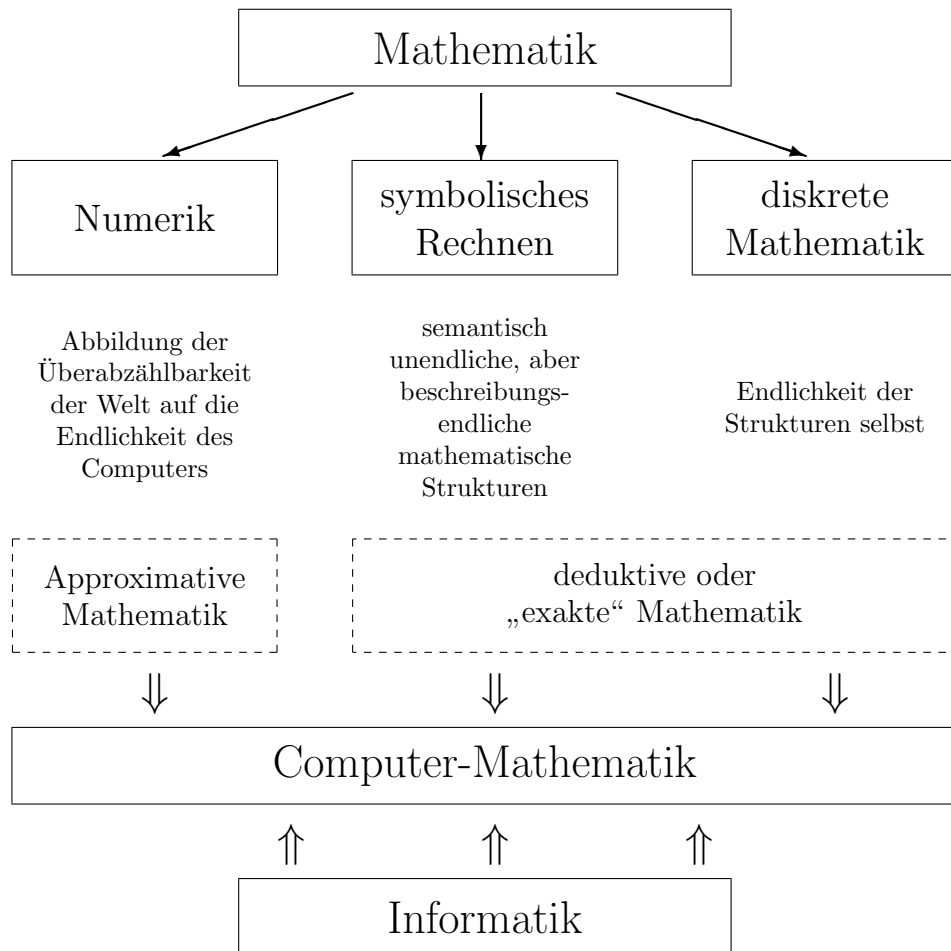 Mathematik
Numerik
symbolisches
Rechnen
diskrete
Mathematik
Abbildung der
Überabzählbarkeit
der Welt auf die
Endlichkeit des
Computers
semantisch
unendliche, aber
beschreibungs-
endliche
mathematische
Strukturen
Endlichkeit der
Strukturen selbst
Approximative
Mathematik
deduktive oder
„exakte“ Mathematik
⇓ ⇓ ⇓
Computer-Mathematik
⇑ ⇑ ⇑
Informatik